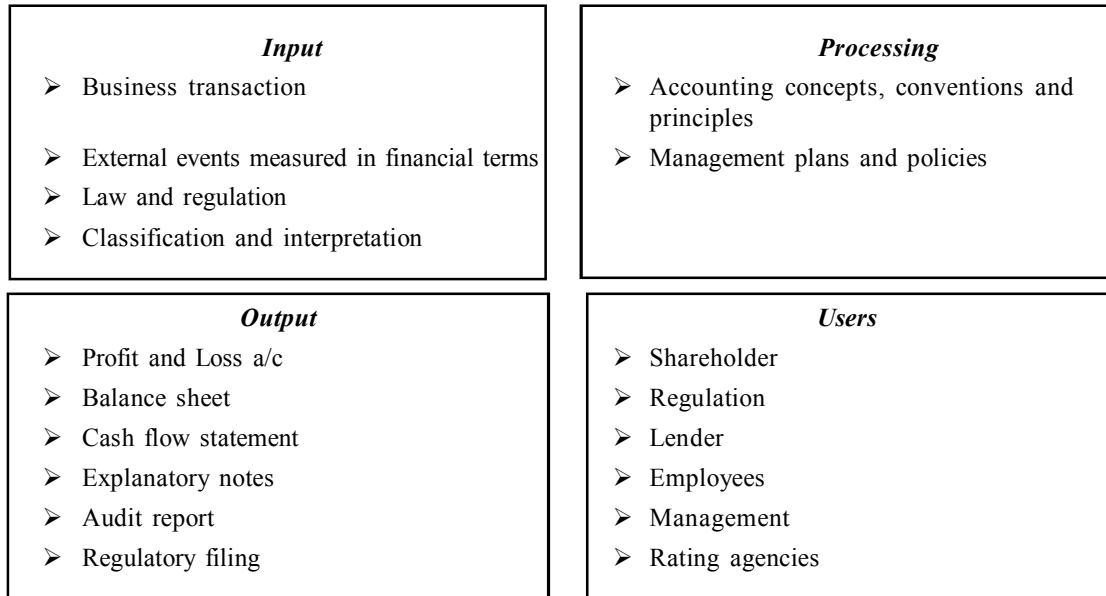 Input
➢ Business transaction
➢ External events measured in financial terms
➢ Law and regulation
➢ Classification and interpretation
Processing
➢ Accounting concepts, conventions and
principles
➢ Management plans and policies
Output
➢ Profit and Loss a/c
➢ Balance sheet
➢ Cash flow statement
➢ Explanatory notes
➢ Audit report
➢ Regulatory filing
Users
➢ Shareholder
➢ Regulation
➢ Lender
➢ Employees
➢ Management
➢ Rating agencies